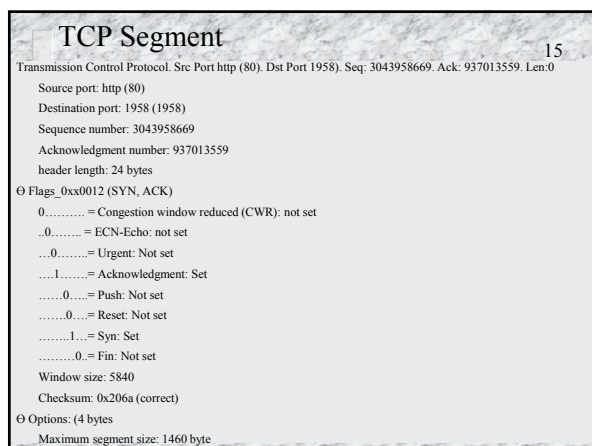 TCP Segment
15
Transmission Control Protocol. Src Port http (80). Dst Port 1958). Seq: 3043958669. Ack: 937013559. Len:0
Source port: http (80)
Destination port: 1958 (1958)
Sequence number: 3043958669
Acknowledgment number: 937013559
header length: 24 bytes
Ө Flags_0xx0012 (SYN, ACK)
0………. = Congestion window reduced (CWR): not set
..0…….. = ECN-Echo: not set
…0……..= Urgent: Not set
….1…….= Acknowledgment: Set
……0…..= Push: Not set
…….0….= Reset: Not set
……..1…= Syn: Set
………0..= Fin: Not set
Window size: 5840
Checksum: 0x206a (correct)
Ө Options: (4 bytes
Maximum segment size: 1460 byte